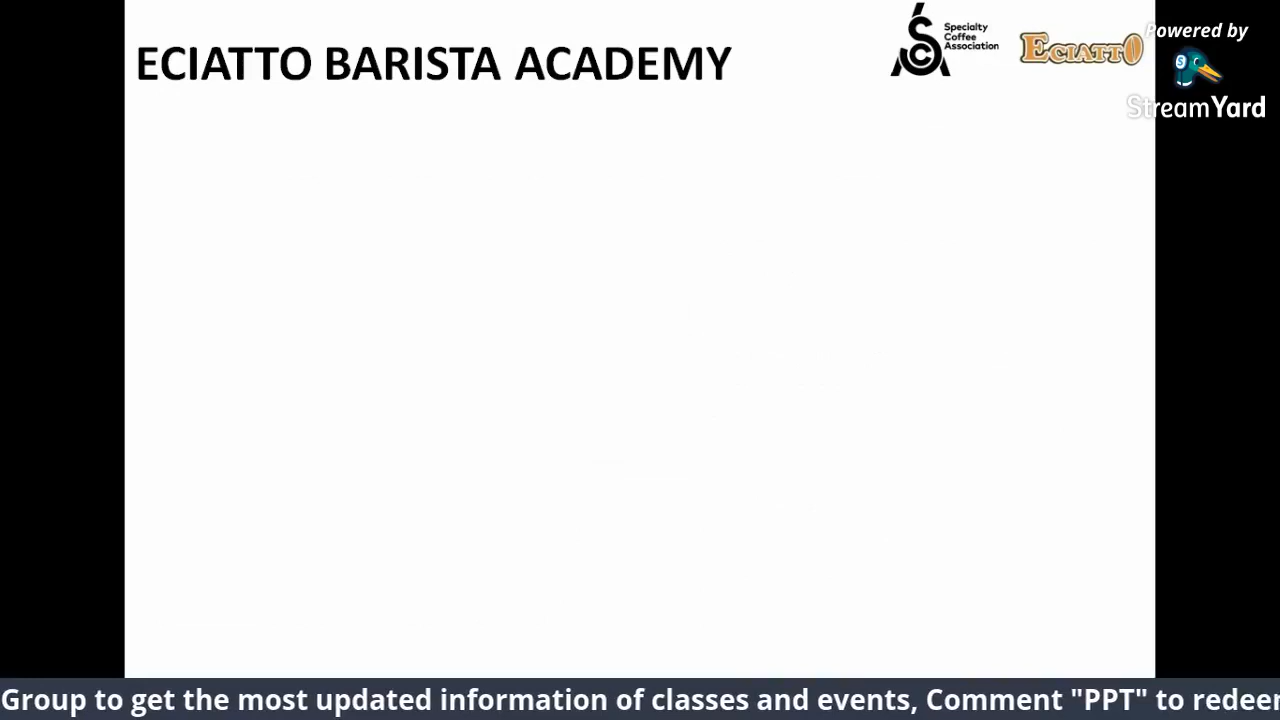 ECIATTO BARISTA ACADEMY
Specialty
Coffee
Association
ECIATTO
Powered by
StreamYard
Group to get the most updated information of classes and events, Comment "PPT" to redeem